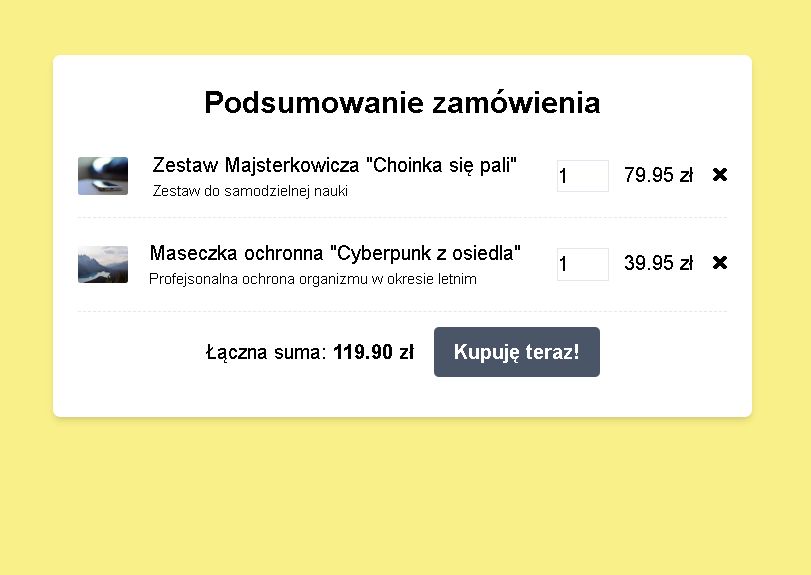 Podsumowanie zamówienia
Zestaw Majsterkowicza "Choinka się pali"
Zestaw do samodzielnej nauki
1
79.95 zł
Maseczka ochronna "Cyberpunk z osiedla"
Profejsonalna ochrona organizmu w okresie letnim
1
39.95 zł
Łączna suma: 119.90 zł
Kupuję teraz!